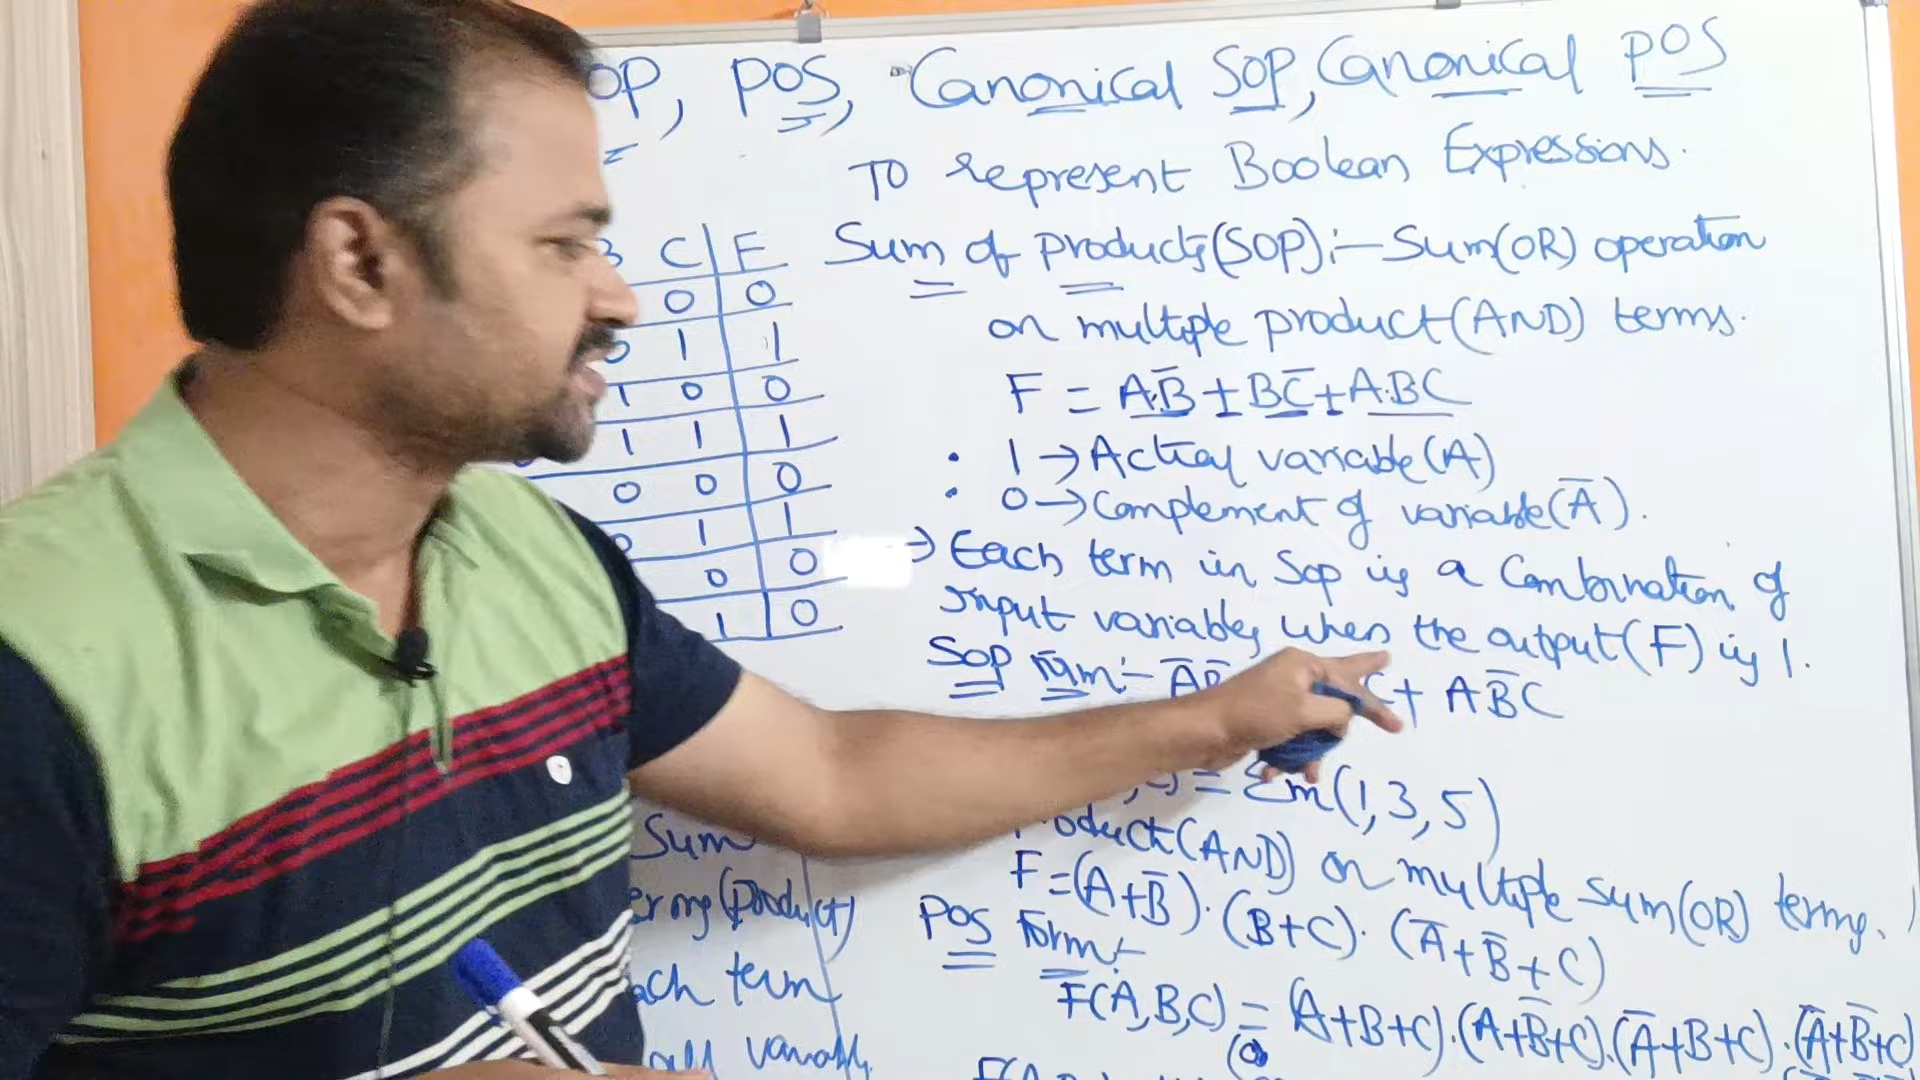 OP, POS, Canonical SOP, Canonical POS
TO represent Boolean Expressions.
B C F
0 0
0 1 1
1 0 0
1 1 1
0 0 0
0 1 1
0 0
1 0
Sum of products(SOP):- Sum(OR) operation
on multiple product(AND) terms.
F = A.B̅ + BC̅ + A.BC
• 1 → Actual variable(A)
• 0 → Complement of variable(A̅).
→ Each term in SOP is a Combination of
input variables when the output(F) is 1.
SOP form:- A̅B̅ C + AB̅C
= Σm(1,3,5)
Product(AND) on multiple sum(OR) terms.
F=(A+B̅).(B+C).(A̅+B̅+C)
POS Form:-
F(A,B,C) = (A+B+C).(A+B̅+C).(A̅+B+C).(A̅+B̅+C)
Sum
terms(product)
each term
all variable